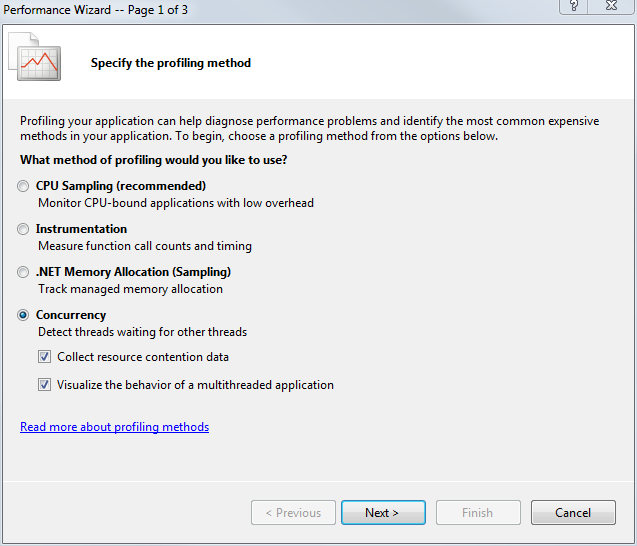 Performance Wizard -- Page 1 of 3
?
Specify the profiling method
Profiling your application can help diagnose performance problems and identify the most common expensive
methods in your application. To begin, choose a profiling method from the options below.
What method of profiling would you like to use?
CPU Sampling (recommended)
Monitor CPU-bound applications with low overhead
Instrumentation
Measure function call counts and timing
.NET Memory Allocation (Sampling)
Track managed memory allocation
Concurrency
Detect threads waiting for other threads
Collect resource contention data
Visualize the behavior of a multithreaded application
Read more about profiling methods
< Previous
Next >
Finish
Cancel